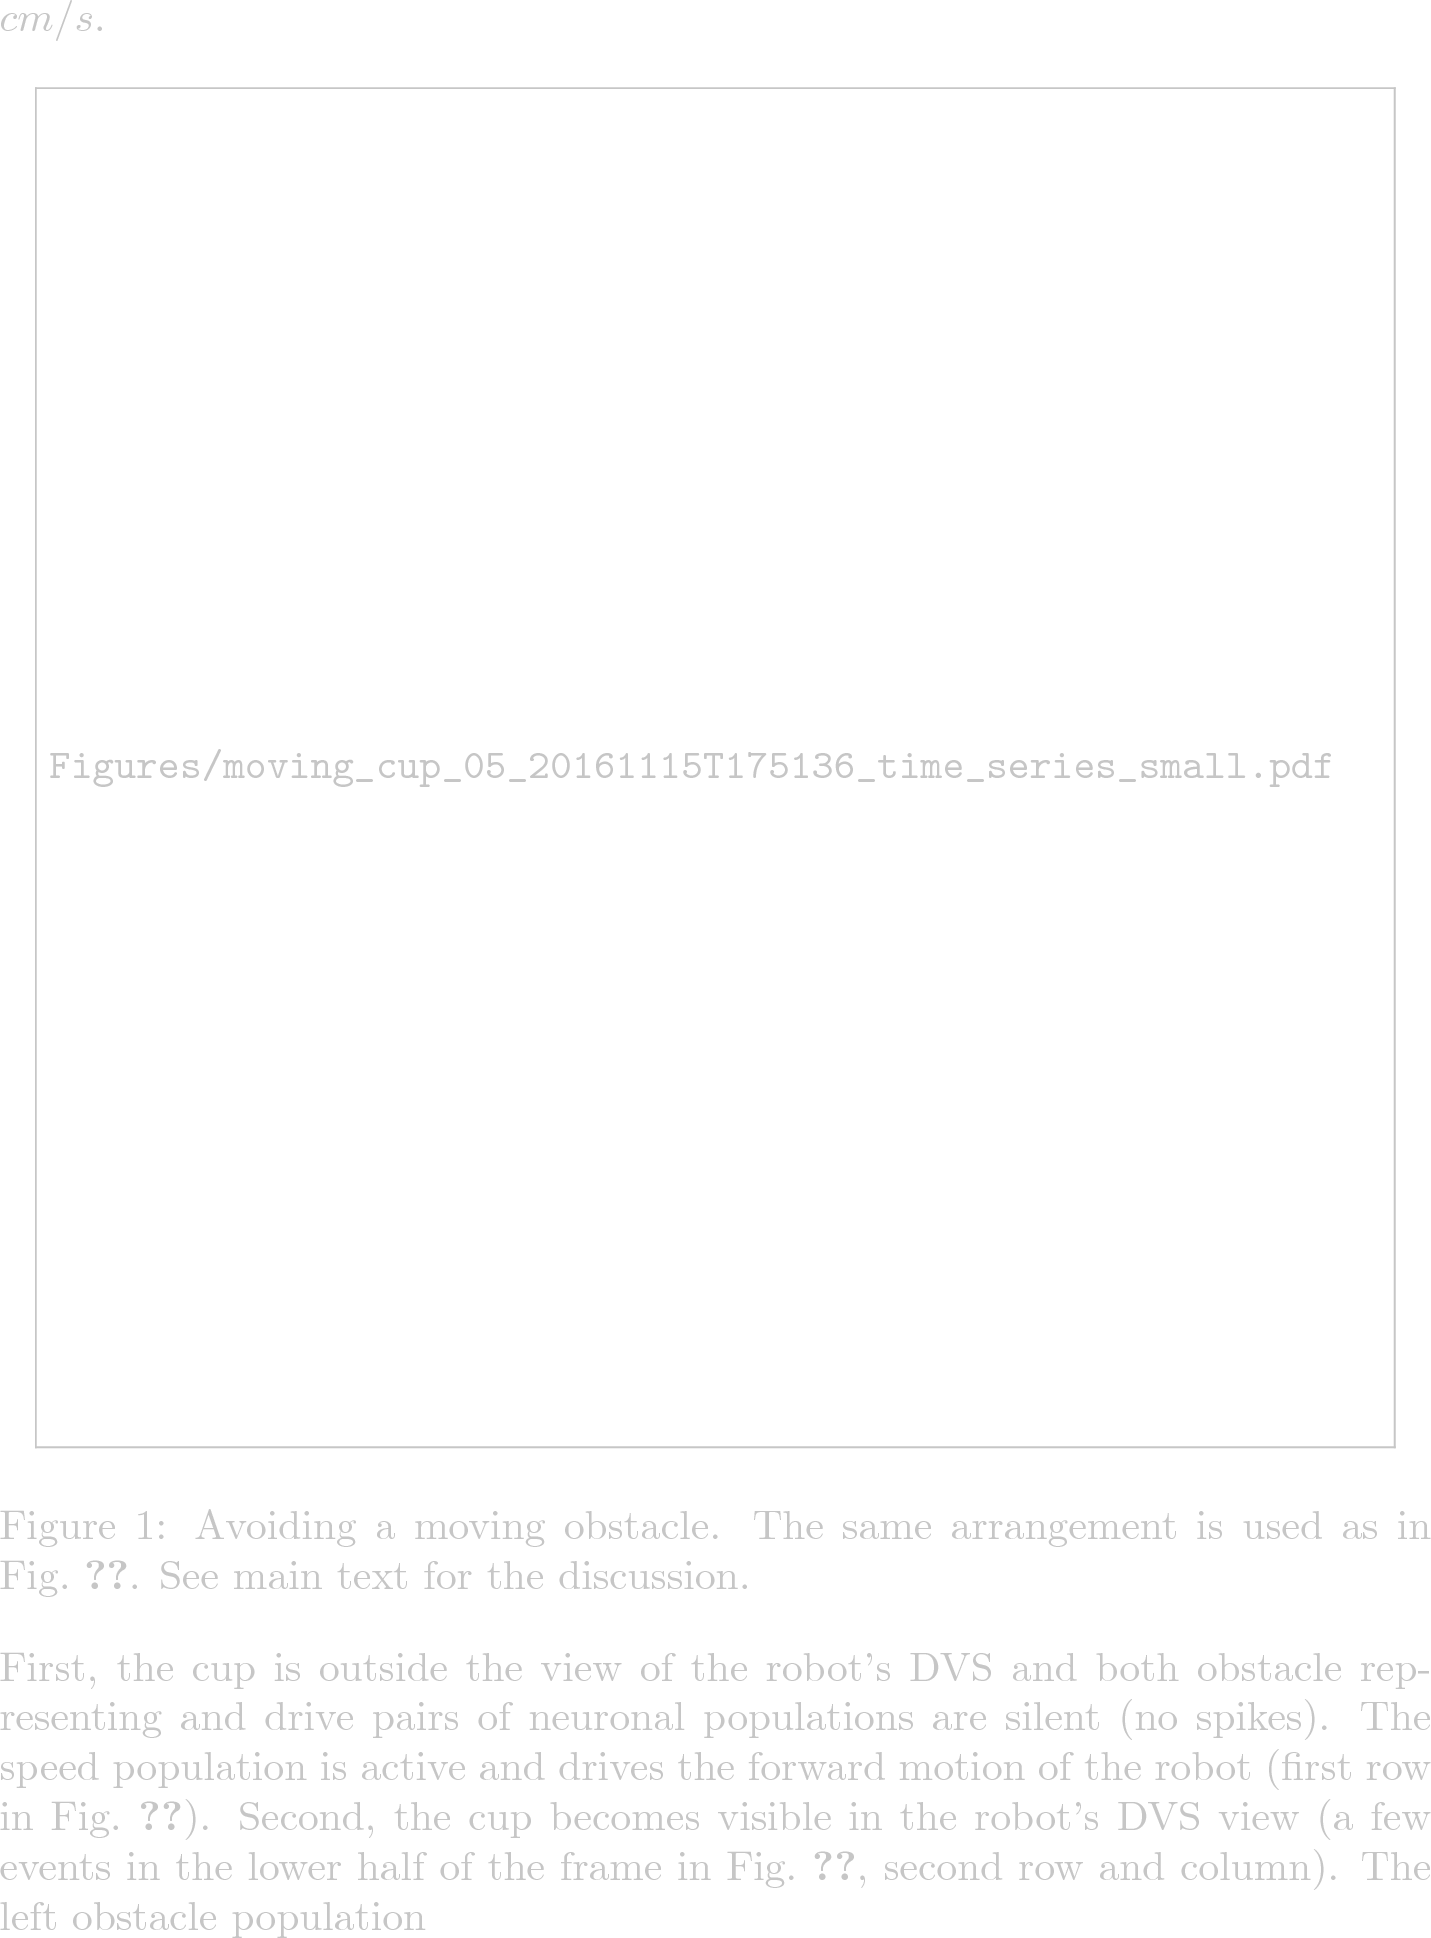 cm/s.
Figures/moving_cup_05_20161115T175136_time_series_small.pdf
Figure 1: Avoiding a moving obstacle. The same arrangement is used as in
Fig. ??. See main text for the discussion.
First, the cup is outside the view of the robot's DVS and both obstacle rep-
resenting and drive pairs of neuronal populations are silent (no spikes). The
speed population is active and drives the forward motion of the robot (first row
in Fig. ??). Second, the cup becomes visible in the robot's DVS view (a few
events in the lower half of the frame in Fig. ??, second row and column). The
left obstacle population